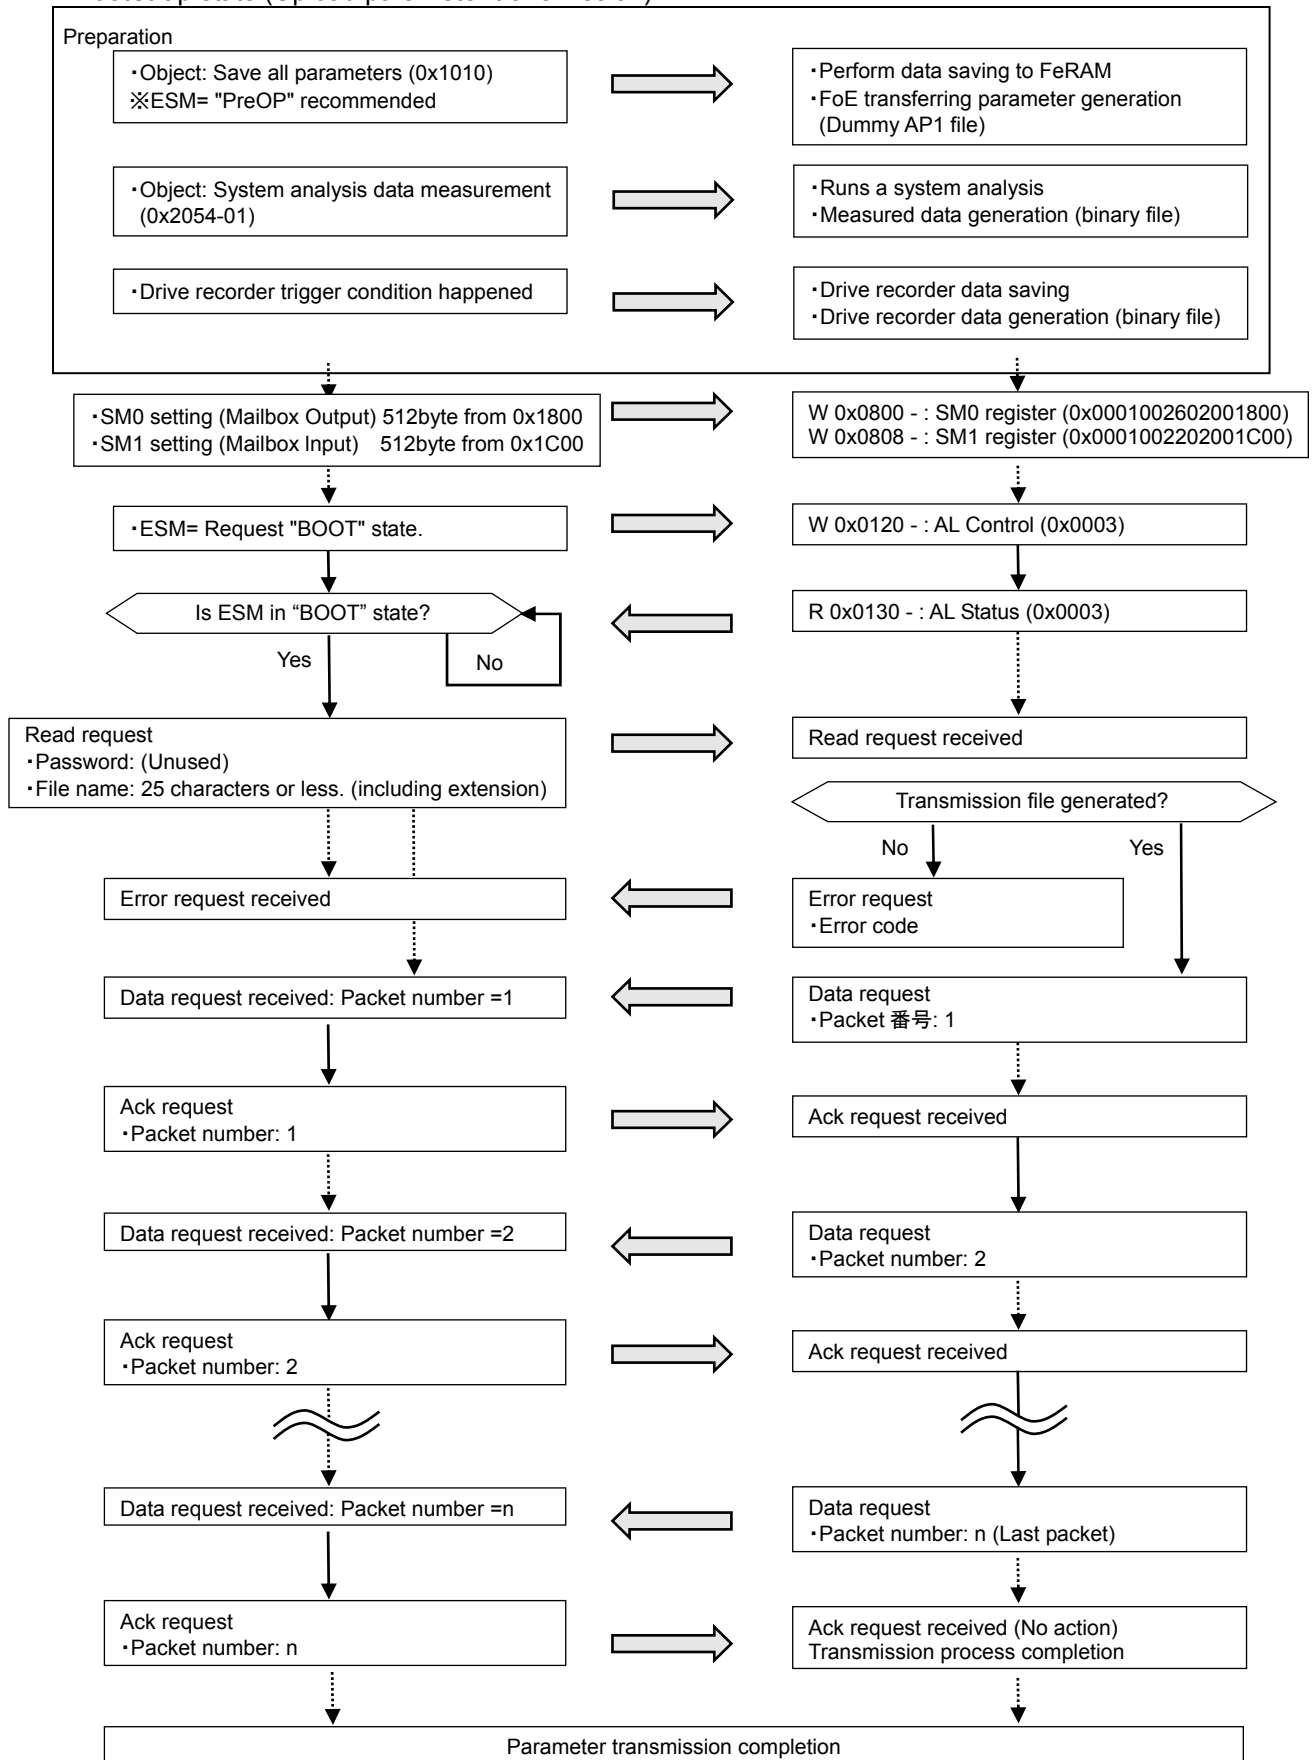 Preparation
・Object: Save all parameters (0x1010)
※ESM= "PreOP" recommended
・Perform data saving to FeRAM
・FoE transferring parameter generation
(Dummy AP1 file)
・Object: System analysis data measurement
(0x2054-01)
・Runs a system analysis
・Measured data generation (binary file)
・Drive recorder trigger condition happened
・Drive recorder data saving
・Drive recorder data generation (binary file)
・SM0 setting (Mailbox Output) 512byte from 0x1800
・SM1 setting (Mailbox Input) 512byte from 0x1C00
W 0x0800 - : SM0 register (0x0001002602001800)
W 0x0808 - : SM1 register (0x0001002202001C00)
・ESM= Request "BOOT" state.
W 0x0120 - : AL Control (0x0003)
Is ESM in “BOOT” state?
R 0x0130 - : AL Status (0x0003)
Yes
No
Read request
・Password: (Unused)
・File name: 25 characters or less. (including extension)
Read request received
Transmission file generated?
No
Yes
Error request received
Error request
・Error code
Data request received: Packet number =1
Data request
・Packet 番号: 1
Ack request
・Packet number: 1
Ack request received
Data request received: Packet number =2
Data request
・Packet number: 2
Ack request
・Packet number: 2
Ack request received
Data request received: Packet number =n
Data request
・Packet number: n (Last packet)
Ack request
・Packet number: n
Ack request received (No action)
Transmission process completion
Parameter transmission completion